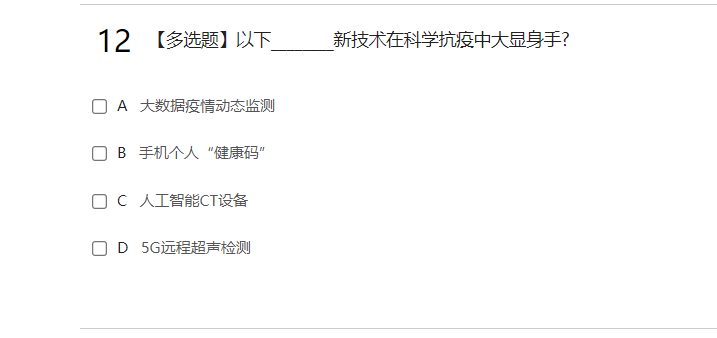 12 【多选题】以下________新技术在科学抗疫中大显身手?
A 大数据疫情动态监测
B 手机个人“健康码”
C 人工智能CT设备
D 5G远程超声检测